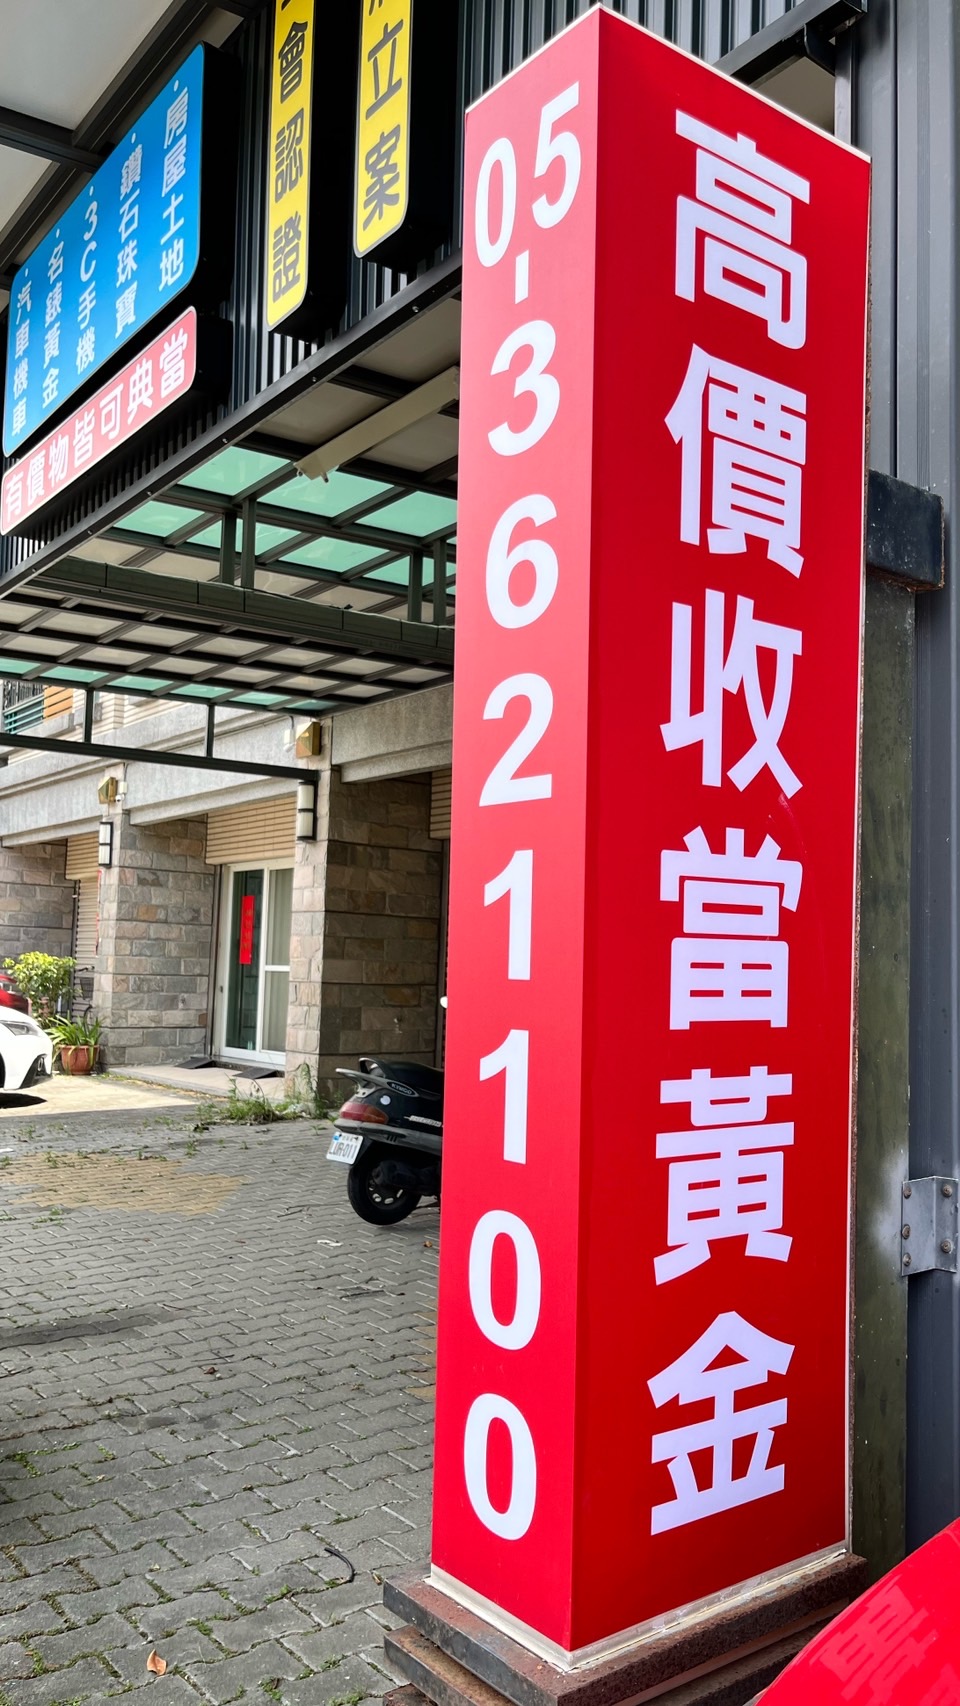 房屋土地
鑽石珠寶
3C手機
名錶黃金
汽車機車
有價物皆可典當
會認證
立案
05-3621100
高價收當黃金